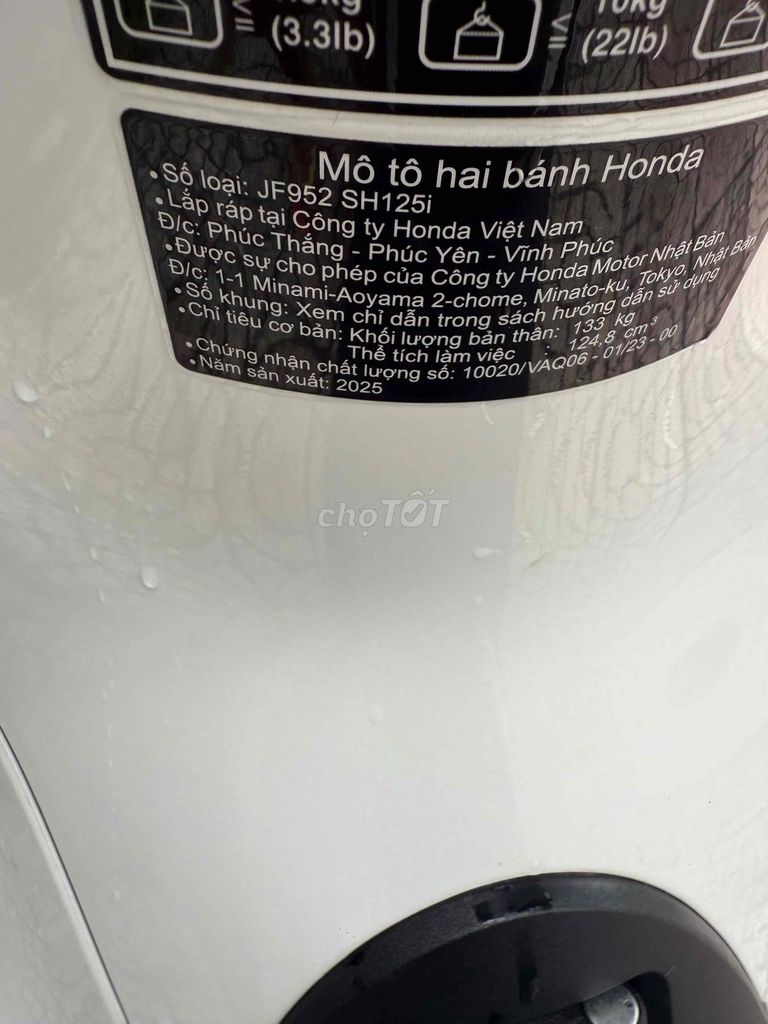 (3.3lb)
≤ 10kg
(22lb)
Mô tô hai bánh Honda
•Số loại: JF952 SH125i
•Lắp ráp tại Công ty Honda Việt Nam
Đ/c: Phúc Thắng - Phúc Yên - Vĩnh Phúc
•Được sự cho phép của Công ty Honda Motor Nhật Bản
Đ/c: 1-1 Minami-Aoyama 2-chome, Minato-ku, Tokyo, Nhật Bản
•Số khung: Xem chỉ dẫn trong sách hướng dẫn sử dụng
•Chỉ tiêu cơ bản: Khối lượng bản thân: 133 kg
Thể tích làm việc : 124,8 cm³
•Chứng nhận chất lượng số: 10020/VAQ06 - 01/23 - 00
•Năm sản xuất: 2025
chợTỐT